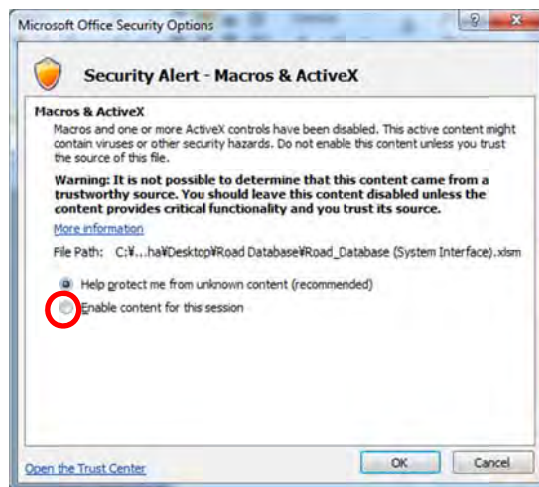 Microsoft Office Security Options
Security Alert - Macros & ActiveX
Macros & ActiveX
Macros and one or more ActiveX controls have been disabled. This active content might
contain viruses or other security hazards. Do not enable this content unless you trust
the source of this file.
Warning: It is not possible to determine that this content came from a
trustworthy source. You should leave this content disabled unless the
content provides critical functionality and you trust its source.
More information
File Path: C:¥...ha¥Desktop¥Road Database¥Road_Database (System Interface).xlsm
Help protect me from unknown content (recommended)
Enable content for this session
Open the Trust Center
OK
Cancel